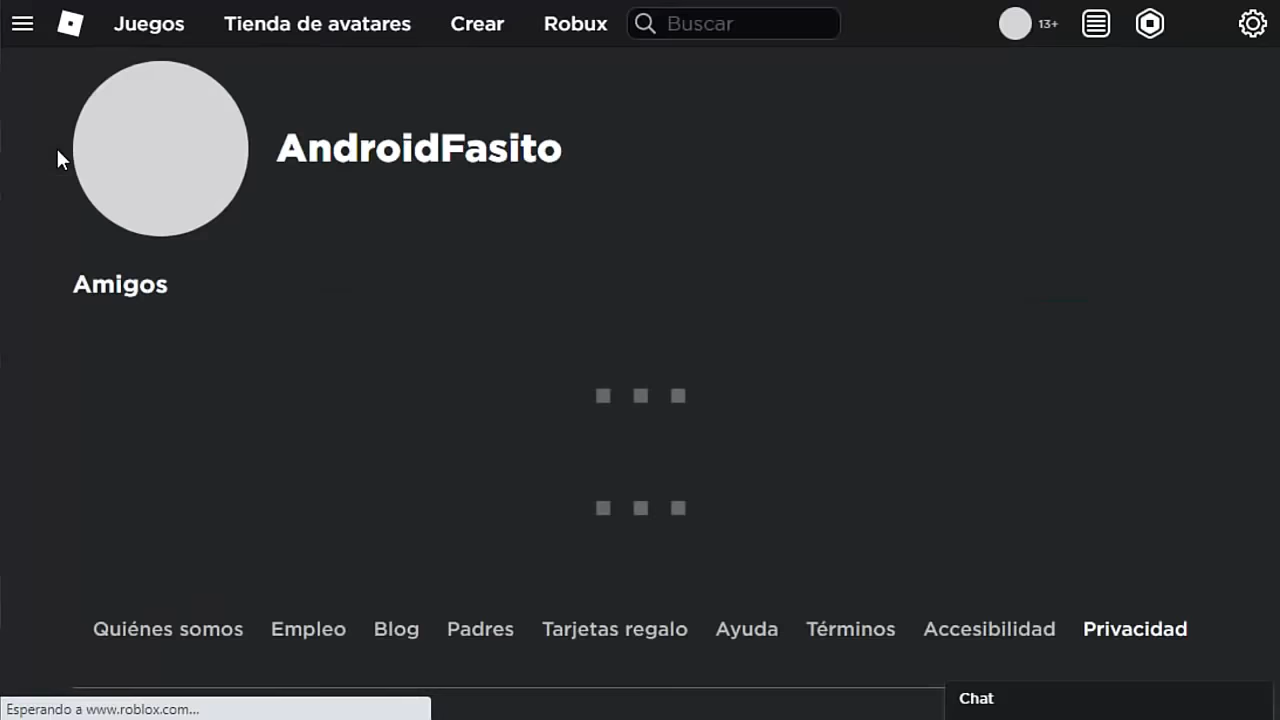 Juegos Tienda de avatares Crear Robux Buscar 13+
AndroidFasito
Amigos
Quiénes somos Empleo Blog Padres Tarjetas regalo Ayuda Términos Accesibilidad Privacidad
Chat
Esperando a www.roblox.com...